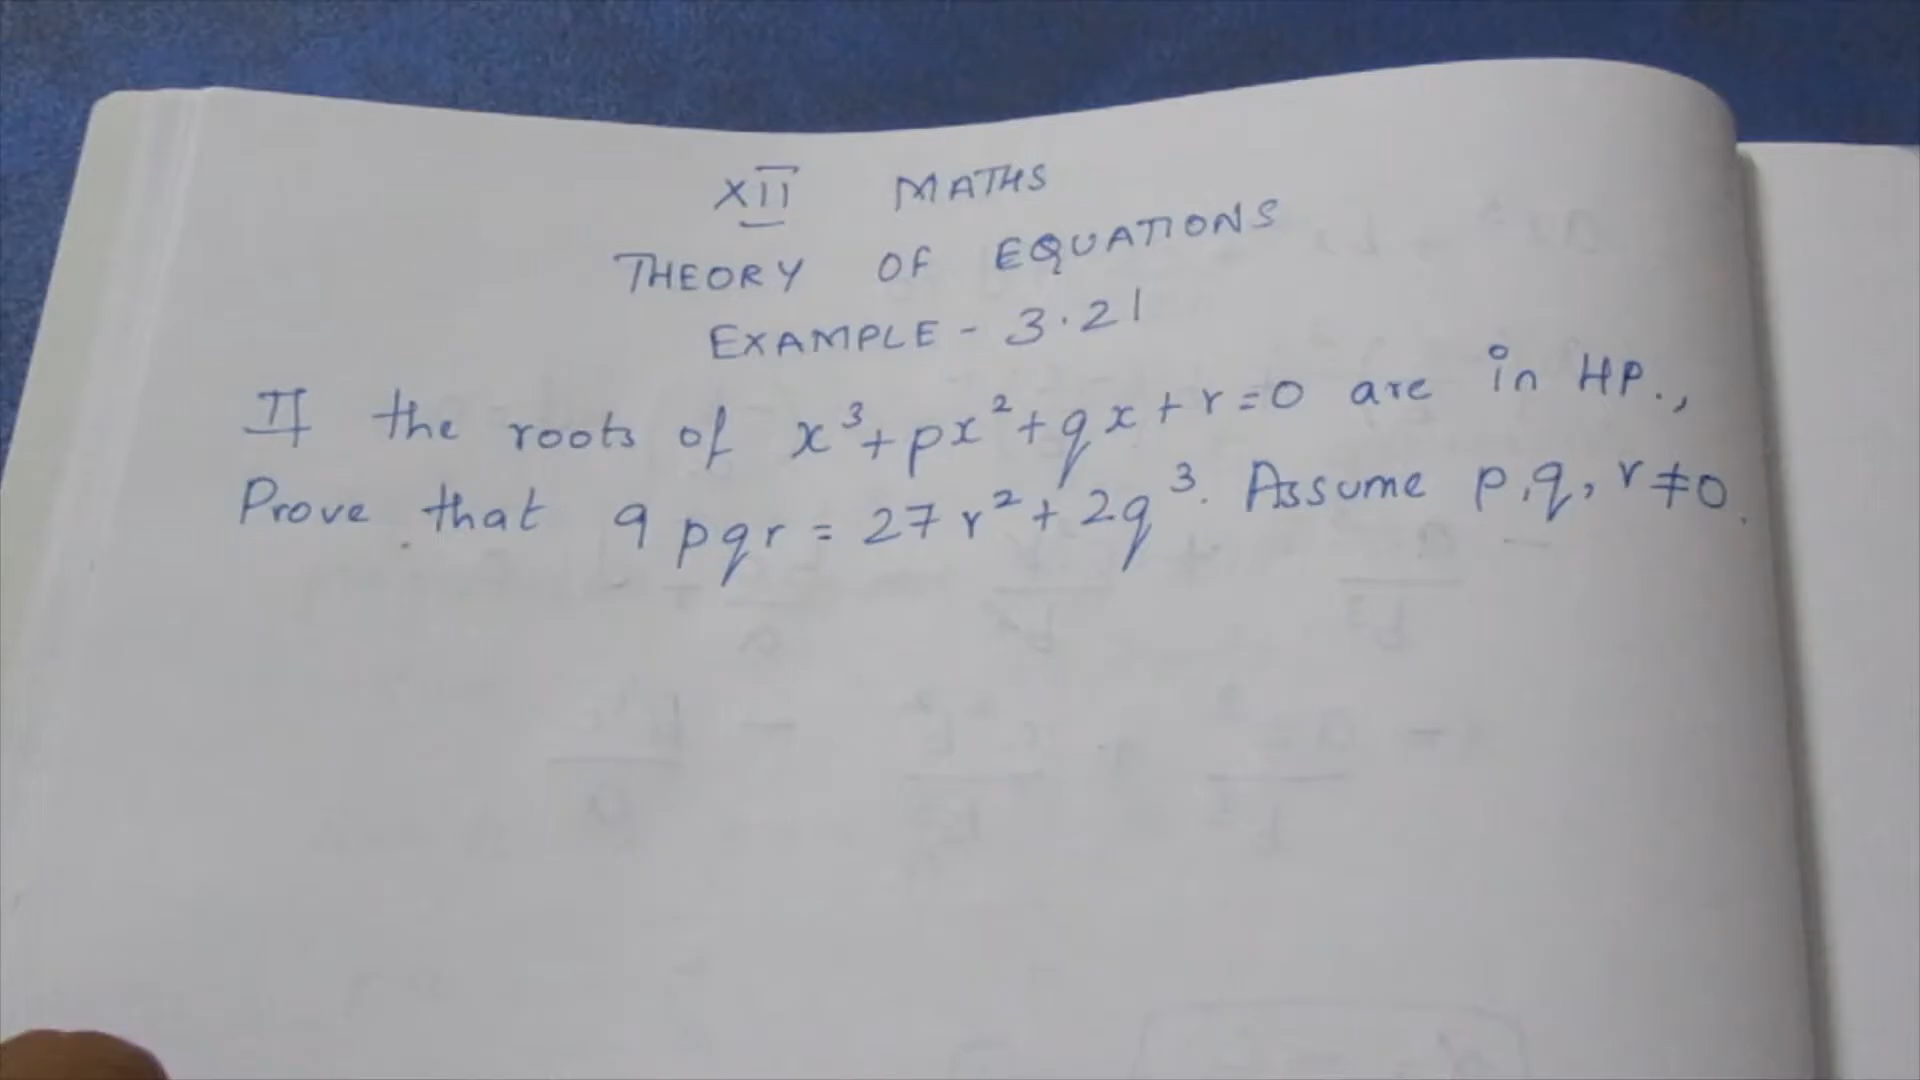 XII MATHS
THEORY OF EQUATIONS
EXAMPLE - 3.21
If the roots of x³+px²+qx+r=0 are in HP.,
Prove that 9pqr = 27r²+2q³. Assume p,q,r≠0.